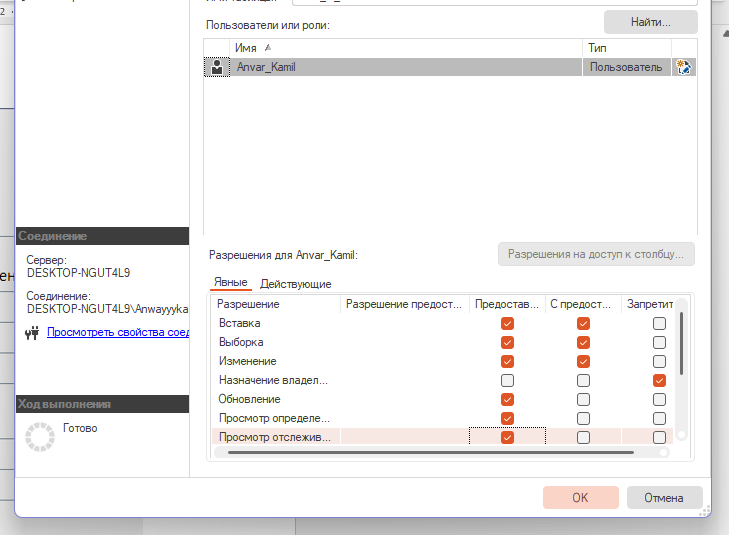 Найти...
Пользователи или роли:
Имя Тип
Anvar_Kamil Пользователь
Соединение
Сервер:
DESKTOP-NGUT4L9
Соединение:
DESKTOP-NGUT4L9\Anwayyyka
Просмотреть свойства соед
Ход выполнения
Готово
Разрешения для Anvar_Kamil:
Разрешения на доступ к столбцу...
Явные Действующие
Разрешение Разрешение предост... Предостав... С предост... Запретит
Вставка
Выборка
Изменение
Назначение владел...
Обновление
Просмотр определе...
Просмотр отслежив...
OK Отмена